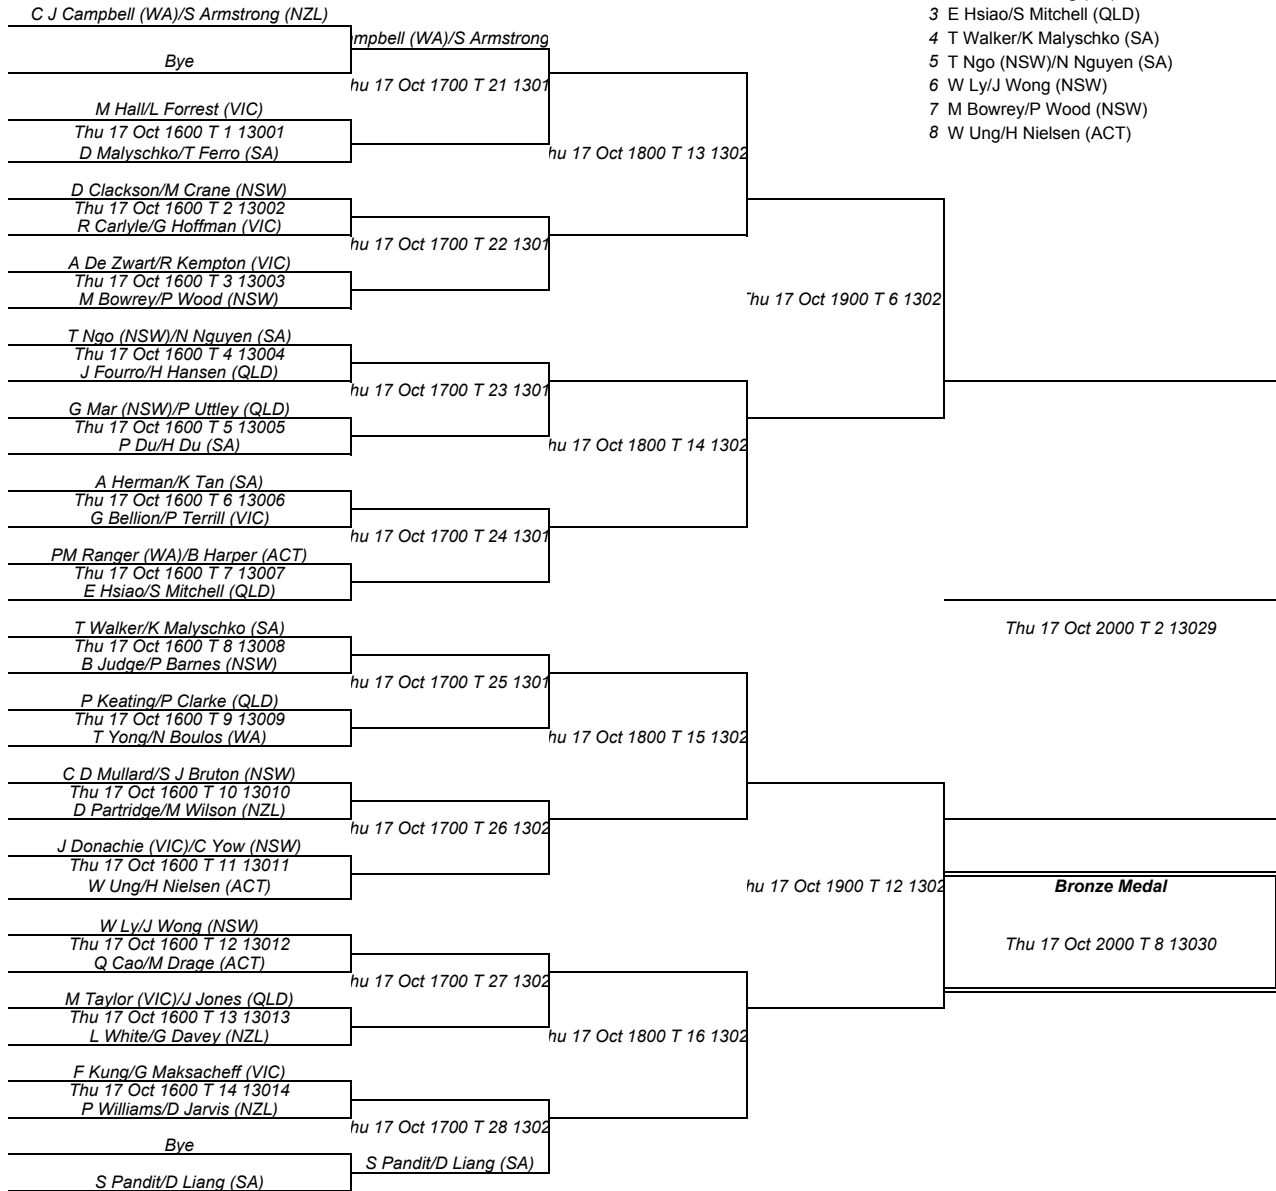 C J Campbell (WA)/S Armstrong (NZL)
Bye
M Hall/L Forrest (VIC)
Thu 17 Oct 1600 T 1 13001
D Malyschko/T Ferro (SA)
D Clackson/M Crane (NSW)
Thu 17 Oct 1600 T 2 13002
R Carlyle/G Hoffman (VIC)
A De Zwart/R Kempton (VIC)
Thu 17 Oct 1600 T 3 13003
M Bowrey/P Wood (NSW)
T Ngo (NSW)/N Nguyen (SA)
Thu 17 Oct 1600 T 4 13004
J Fourro/H Hansen (QLD)
G Mar (NSW)/P Uttley (QLD)
Thu 17 Oct 1600 T 5 13005
P Du/H Du (SA)
A Herman/K Tan (SA)
Thu 17 Oct 1600 T 6 13006
G Bellion/P Terrill (VIC)
PM Ranger (WA)/B Harper (ACT)
Thu 17 Oct 1600 T 7 13007
E Hsiao/S Mitchell (QLD)
T Walker/K Malyschko (SA)
Thu 17 Oct 1600 T 8 13008
B Judge/P Barnes (NSW)
P Keating/P Clarke (QLD)
Thu 17 Oct 1600 T 9 13009
T Yong/N Boulos (WA)
C D Mullard/S J Bruton (NSW)
Thu 17 Oct 1600 T 10 13010
D Partridge/M Wilson (NZL)
J Donachie (VIC)/C Yow (NSW)
Thu 17 Oct 1600 T 11 13011
W Ung/H Nielsen (ACT)
W Ly/J Wong (NSW)
Thu 17 Oct 1600 T 12 13012
Q Cao/M Drage (ACT)
M Taylor (VIC)/J Jones (QLD)
Thu 17 Oct 1600 T 13 13013
L White/G Davey (NZL)
F Kung/G Maksacheff (VIC)
Thu 17 Oct 1600 T 14 13014
P Williams/D Jarvis (NZL)
Bye
S Pandit/D Liang (SA)
mpbell (WA)/S Armstrong
hu 17 Oct 1700 T 21 1301
hu 17 Oct 1700 T 22 1301
hu 17 Oct 1700 T 23 1301
hu 17 Oct 1700 T 24 1301
hu 17 Oct 1700 T 25 1301
hu 17 Oct 1700 T 26 1302
hu 17 Oct 1700 T 27 1302
hu 17 Oct 1700 T 28 1302
S Pandit/D Liang (SA)
hu 17 Oct 1800 T 13 1302
hu 17 Oct 1800 T 14 1302
hu 17 Oct 1800 T 15 1302
hu 17 Oct 1800 T 16 1302
Thu 17 Oct 1900 T 6 1302
hu 17 Oct 1900 T 12 1302
3 E Hsiao/S Mitchell (QLD)
4 T Walker/K Malyschko (SA)
5 T Ngo (NSW)/N Nguyen (SA)
6 W Ly/J Wong (NSW)
7 M Bowrey/P Wood (NSW)
8 W Ung/H Nielsen (ACT)
Thu 17 Oct 2000 T 2 13029
Bronze Medal
Thu 17 Oct 2000 T 8 13030